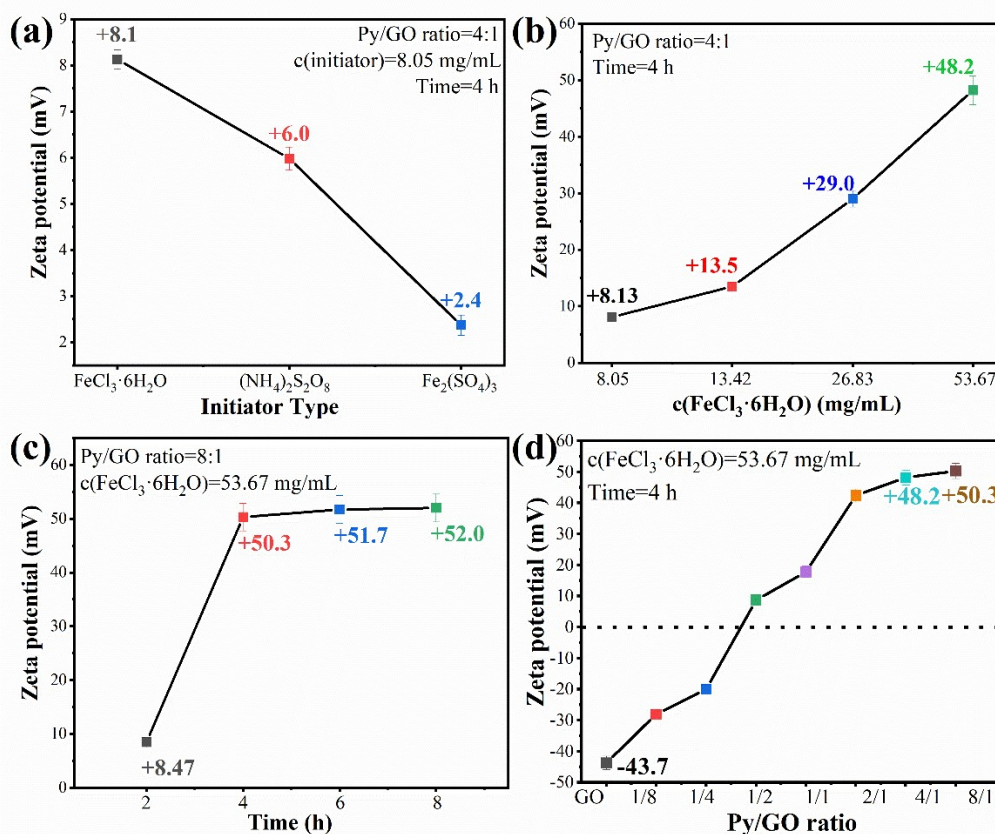 (a)
Py/GO ratio=4:1
c(initiator)=8.05 mg/mL
Time=4 h
+8.1
+6.0
+2.4
9
8
7
6
5
4
3
2
Zeta potential (mV)
FeCl₃·6H₂O
(NH₄)₂S₂O₈
Fe₂(SO₄)₃
Initiator Type
(b)
Py/GO ratio=4:1
Time=4 h
+48.2
+29.0
+13.5
+8.13
60
50
40
30
20
10
0
Zeta potential (mV)
8.05
13.42
26.83
53.67
c(FeCl₃·6H₂O) (mg/mL)
(c)
Py/GO ratio=8:1
c(FeCl₃·6H₂O)=53.67 mg/mL
+50.3
+51.7
+52.0
+8.47
60
50
40
30
20
10
0
Zeta potential (mV)
2
4
6
8
Time (h)
(d)
c(FeCl₃·6H₂O)=53.67 mg/mL
Time=4 h
+48.2
+50.3
-43.7
60
50
40
30
20
10
0
-10
-20
-30
-40
-50
Zeta potential (mV)
GO
1/8
1/4
1/2
1/1
2/1
4/1
8/1
Py/GO ratio